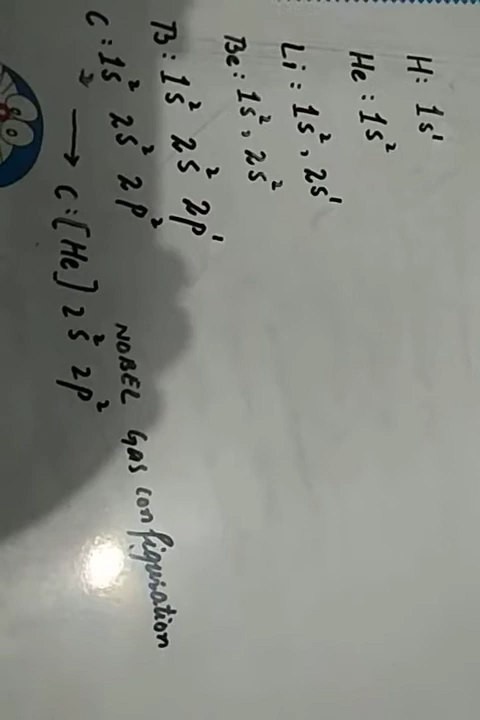 H: 1s¹
He: 1s²
Li: 1s², 2s¹
Be: 1s², 2s²
B: 1s² 2s² 2p¹
C: 1s² 2s² 2p²
→ C: [He] 2s² 2p²
NOBEL Gas configuration